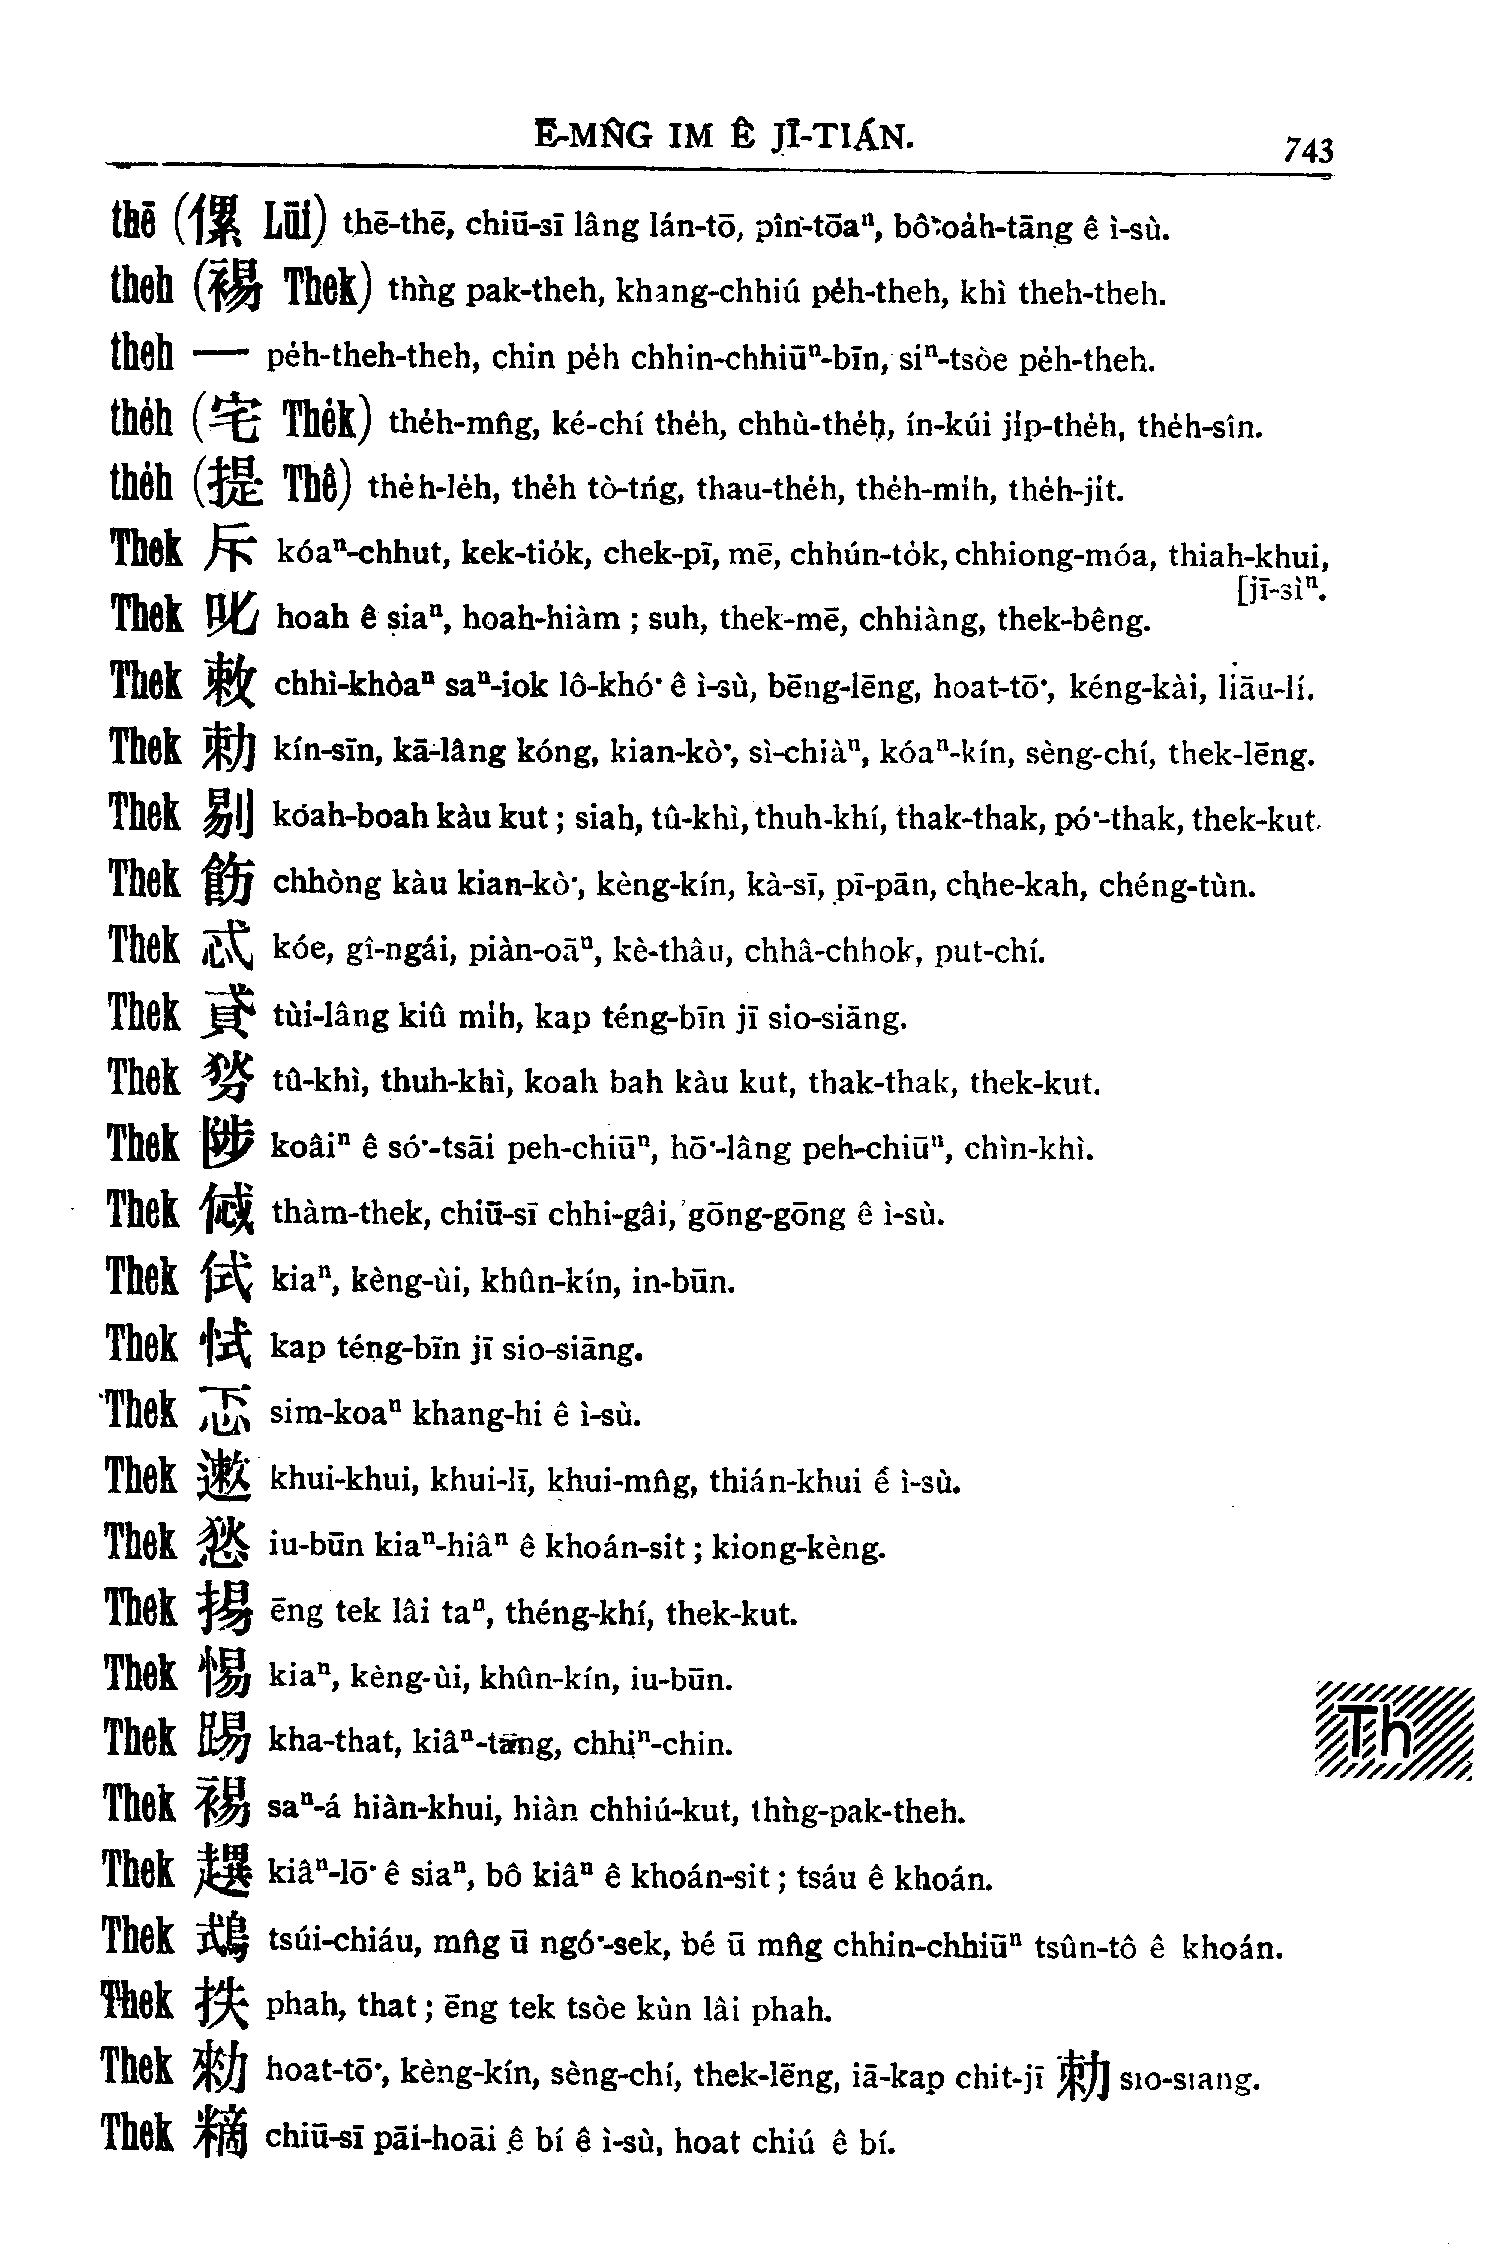 Ē-MN̂G IM Ê JĪ-TIÁN.
743
thē (儽 Lūi) thē-thē, chiū-sī lâng lán-tō, pîn-tōaⁿ, bô oa̍h-tāng ê ì-sù.
theh (裼 Thek) thǹg pak-theh, khang-chhiú pe̍h-theh, khì theh-theh.
theh — pe̍h-theh-theh, chin pe̍h chhin-chhiūⁿ-bīn, siⁿ-tsòe pe̍h-theh.
the̍h (宅 The̍k) the̍h-mn̂g, ké-chí the̍h, chhù-the̍h, ín-kúi ji̍p-the̍h, the̍h-sîn.
the̍h (提 Thê) the̍h-le̍h, the̍h tò-tńg, thau-the̍h, the̍h-mi̍h, the̍h-ji̍t.
Thek 斥 kóaⁿ-chhut, kek-tio̍k, chek-pī, mē, chhún-to̍k, chhiong-móa, thiah-khui,
[jī-sìⁿ.
Thek 叱 hoah ê siaⁿ, hoah-hiàm ; suh, thek-mē, chhiàng, thek-bêng.
Thek 敕 chhì-khòaⁿ saⁿ-iok lô-khó͘ ê ì-sù, bēng-lēng, hoat-tō͘, kéng-kài, liāu-lí.
Thek 勅 kín-sīn, kā-lâng kóng, kian-kò͘, sì-chiàⁿ, kóaⁿ-kín, sèng-chí, thek-lēng.
Thek 剔 kóah-boah kàu kut ; siah, tû-khì, thuh-khí, thak-thak, pó͘-thak, thek-kut.
Thek 飭 chhòng kàu kian-kò͘, kèng-kín, kà-sī, pī-pān, chhe-kah, chéng-tùn.
Thek 忒 kóe, gî-ngái, piàn-oāⁿ, kè-thâu, chhâ-chhok, put-chí.
Thek 貣 tùi-lâng kiû mi̍h, kap téng-bīn jī sio-siāng.
Thek tû-khì, thuh-khì, koah bah kàu kut, thak-thak, thek-kut.
Thek 陟 koâiⁿ ê só͘-tsāi peh-chiūⁿ, hō͘-lâng peh-chiūⁿ, chìn-khì.
Thek thàm-thek, chiū-sī chhi-gâi, gōng-gōng ê ì-sù.
Thek 侙 kiaⁿ, kèng-ùi, khûn-kín, in-būn.
Thek 恜 kap téng-bīn jī sio-siāng.
Thek 忑 sim-koaⁿ khang-hi ê ì-sù.
Thek 遫 khui-khui, khui-lī, khui-mn̂g, thián-khui ê ì-sù.
Thek 悐 iu-būn kiaⁿ-hiâⁿ ê khoán-sit ; kiong-kèng.
Thek 揚 ēng tek lâi taⁿ, théng-khí, thek-kut.
Thek 惕 kiaⁿ, kèng-ùi, khûn-kín, iu-būn.
Thek 踼 kha-that, kiâⁿ-tāng, chhiⁿ-chin.
Thek 裼 saⁿ-á hiàn-khui, hiàn chhiú-kut, thǹg-pak-theh.
Thek 趩 kiâⁿ-lō͘ ê siaⁿ, bô kiâⁿ ê khoán-sit ; tsáu ê khoán.
Thek 鵡 tsúi-chiáu, mn̂g ū ngó͘-sek, bé ū mn̂g chhin-chhiūⁿ tsûn-tô ê khoán.
Thek 抶 phah, that ; ēng tek tsòe kùn lâi phah.
Thek 勑 hoat-tō͘, kèng-kín, sèng-chí, thek-lēng, iā-kap chit-jī 勅 sio-siang.
Thek chiū-sī pāi-hoāi ê bí ê ì-sù, hoat chiú ê bí.
Th